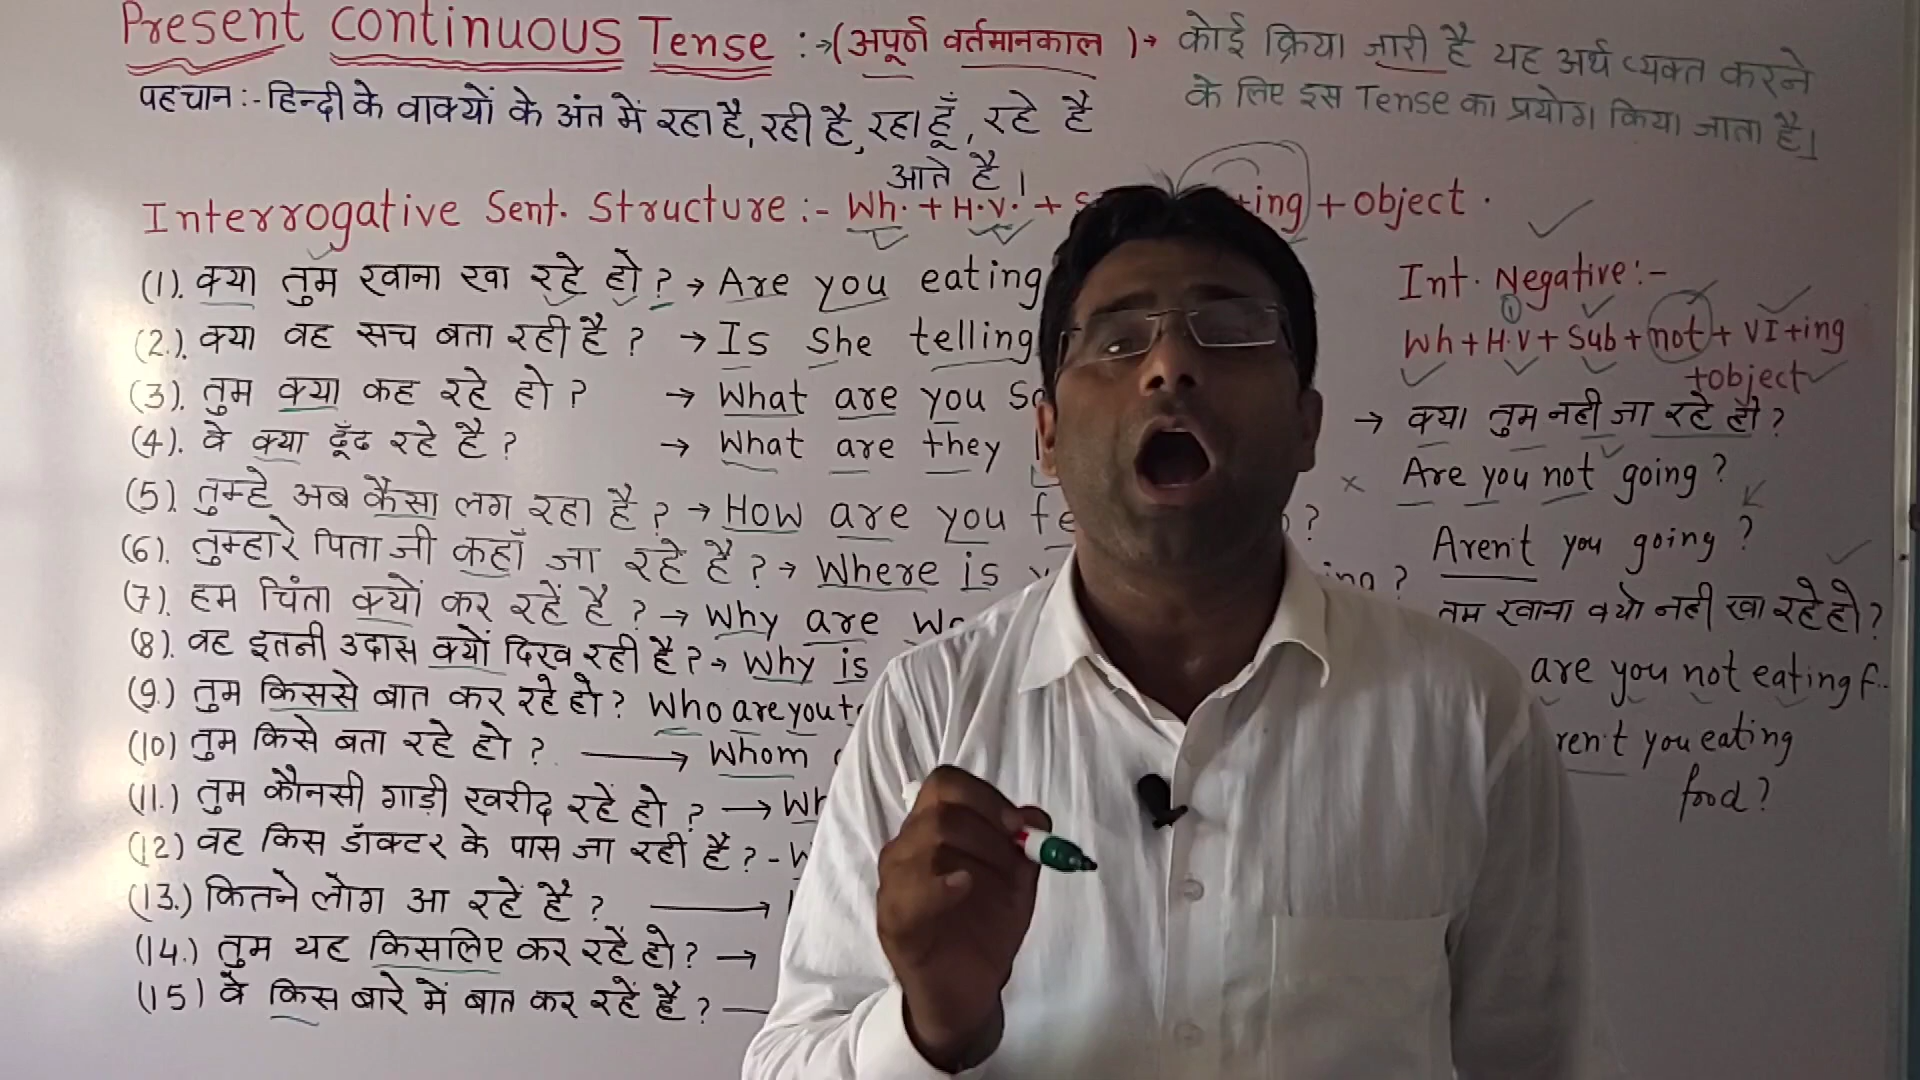 Present Continuous Tense :→ (अपूर्ण वर्तमानकाल )→ कोई क्रिया जारी है यह अर्थ व्यक्त करने
के लिए इस Tense का प्रयोग किया जाता है।
पहचान :- हिन्दी के वाक्यों के अंत में रहा है, रही है, रहा हूँ, रहे है
आते है।
Interrogative Sent. Structure :- Wh. + H.V. + +ing + object.
(1). क्या तुम खाना खा रहे हो ? → Are you eating
(2.). क्या वह सच बता रही है ? → Is She telling
(3). तुम क्या कह रहे हो ? → What are you
(4). वे क्या ढूँढ रहे है ? → What are they
(5). तुम्हे अब कैसा लग रहा है ? → How are you ?
(6). तुम्हारे पिता जी कहाँ जा रहे है ? → Where is ?
(7). हम चिंता क्यों कर रहें है ? → Why are
(8). वह इतनी उदास क्यों दिख रही है ? → Why is
(9.) तुम किससे बात कर रहे हो ? Who are you
(10) तुम किसे बता रहे हो ? → Whom
(11.) तुम कौनसी गाड़ी खरीद रहें हो ? →
(12) वह किस डॉक्टर के पास जा रही है ? -
(13.) कितने लोग आ रहें है ? →
(14.) तुम यह किसलिए कर रहें हो ? →
(15) वे किस बारे में बात कर रहें है ? —
Int. Negative :-
①
Wh + H.V + Sub + not + VI + ing
+object
→ क्या तुम नही जा रहे हो ?
× Are you not going ?
Aren't you going ?
तुम खाना क्यो नही खा रहे हो ?
are you not eating f..
you eating
food ?